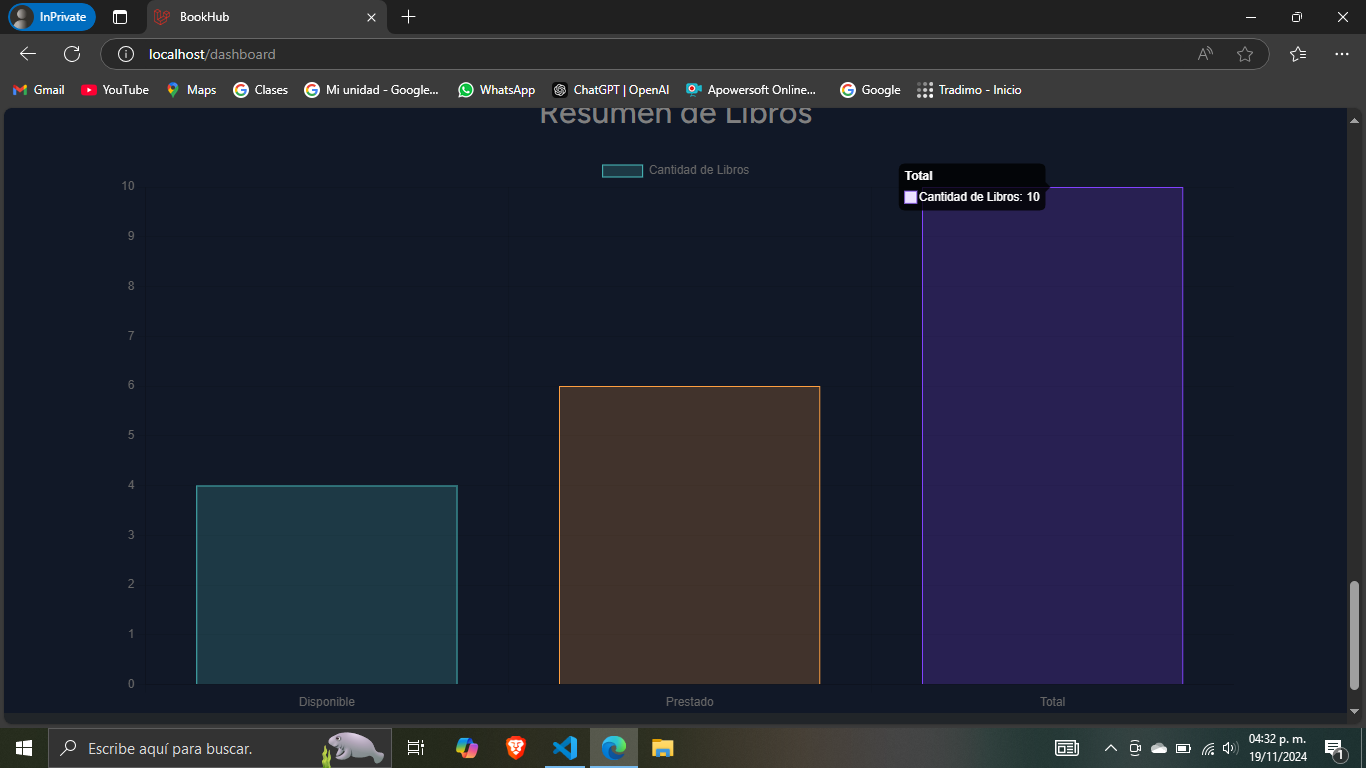 InPrivate
BookHub
localhost/dashboard
Gmail YouTube Maps Clases Mi unidad - Google... WhatsApp ChatGPT | OpenAI Apowersoft Online... Google Tradimo - Inicio
Resumen de Libros
Cantidad de Libros
Total
Cantidad de Libros: 10
10
9
8
7
6
5
4
3
2
1
0
Disponible Prestado Total
Escribe aquí para buscar.
04:32 p. m.
19/11/2024
1